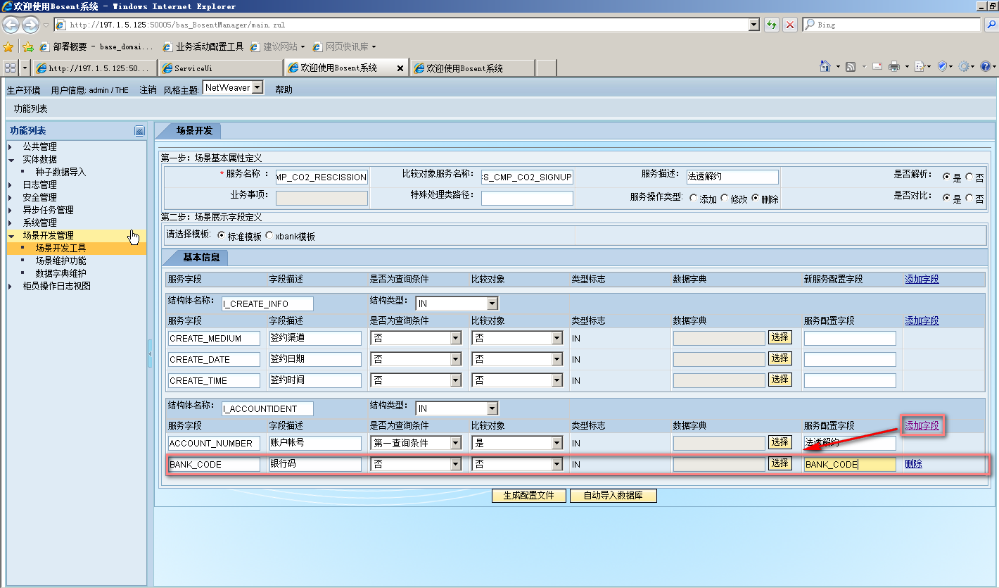 欢迎使用Bosent系统 - Windows Internet Explorer
http://197.1.5.125:50005/bas_BosentManager/main.zul
Bing
部署概要 - base_domai... 业务活动配置工具 建议网站 网页快讯库
http://197.1.5.125:50... ServiceUi 欢迎使用Bosent系统 欢迎使用Bosent系统
生产环境 用户信息: admin / THE 注销 风格主题: NetWeaver 帮助
功能列表
功能列表
公共管理
实体数据
种子数据导入
日志管理
安全管理
异步任务管理
系统管理
场景开发管理
场景开发工具
场景维护功能
数据字典维护
柜员操作日志视图
场景开发
第一步: 场景基本属性定义
* 服务名称 : MP_CO2_RESCISSION 比较对象服务名称: S_CMP_CO2_SIGNUP 服务描述: 法透解约 是否解析: 是 否
业务事项: 特殊处理类路径: 服务操作类型: 添加 修改 删除 是否对比: 是 否
第二步: 场景展示字段定义
请选择模板: 标准模板 xbank模板
基本信息
服务字段 字段描述 是否为查询条件 比较对象 类型标志 数据字典 新服务配置字段 添加字段
结构体名称: I_CREATE_INFO 结构类型: IN
服务字段 字段描述 是否为查询条件 比较对象 类型标志 数据字典 服务配置字段 添加字段
CREATE_MEDIUM 签约渠道 否 否 IN 选择
CREATE_DATE 签约日期 否 否 IN 选择
CREATE_TIME 签约时间 否 否 IN 选择
结构体名称: I_ACCOUNTIDENT 结构类型: IN
服务字段 字段描述 是否为查询条件 比较对象 类型标志 数据字典 服务配置字段 添加字段
ACCOUNT_NUMBER 账户帐号 第一查询条件 是 IN 选择 法透解约
BANK_CODE 银行码 否 否 IN 选择 BANK_CODE 删除
生成配置文件 自动导入数据库